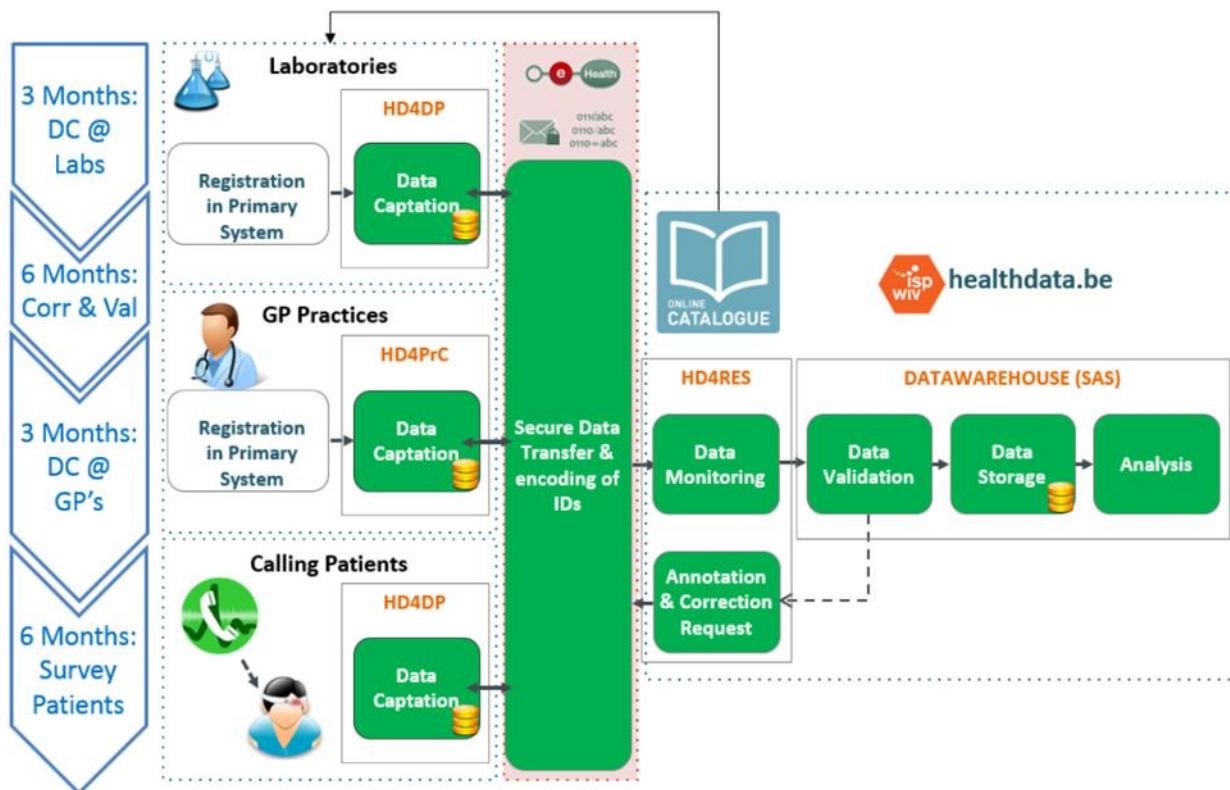 3 Months:
DC @
Labs
6 Months:
Corr & Val
3 Months:
DC @
GP's
6 Months:
Survey
Patients
Laboratories
HD4DP
Registration
in Primary
System
Data
Captation
GP Practices
HD4PrC
Registration
in Primary
System
Data
Captation
Calling Patients
HD4DP
Data
Captation
e Health
Secure Data
Transfer &
encoding of
IDs
ONLINE
CATALOGUE
isp
WIV
healthdata.be
HD4RES
Data
Monitoring
Annotation
& Correction
Request
DATAWAREHOUSE (SAS)
Data
Validation
Data
Storage
Analysis